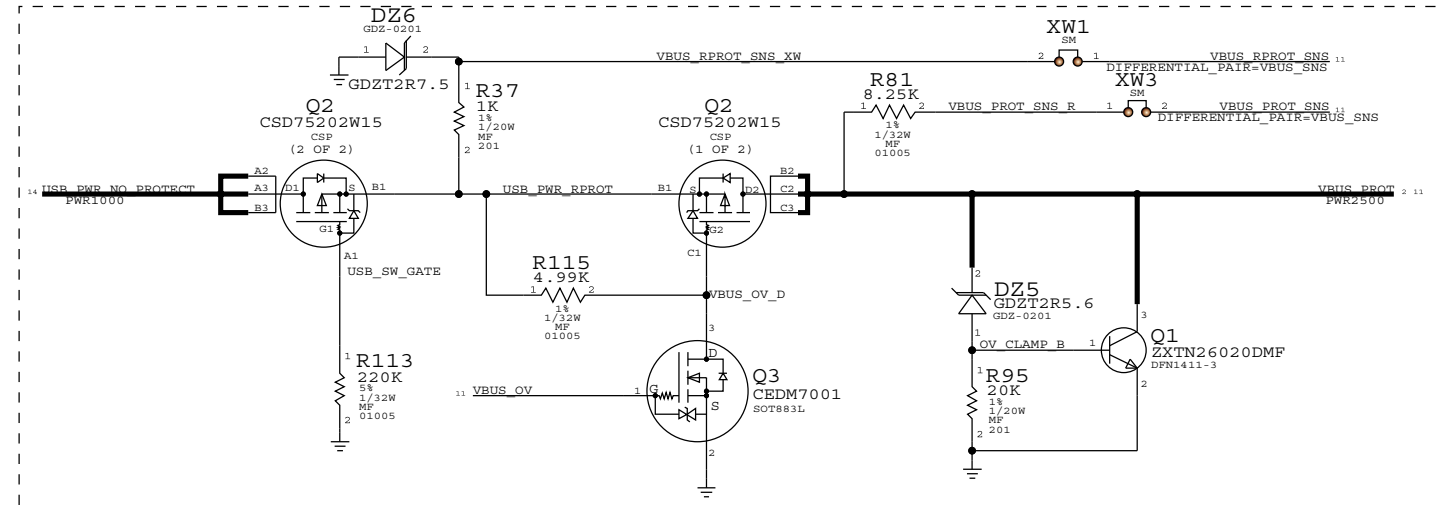 DZ6
GDZ-0201
1
2
GDZT2R7.5
VBUS_RPROT_SNS_XW
XW1
SM
2
1
VBUS_RPROT_SNS 11
DIFFERENTIAL_PAIR=VBUS_SNS
1
R37
1K
1%
1/20W
MF
201
2
R81
8.25K
1
2
1%
1/32W
MF
01005
VBUS_PROT_SNS_R
XW3
SM
1
2
VBUS_PROT_SNS 11
DIFFERENTIAL_PAIR=VBUS_SNS
Q2
CSD75202W15
CSP
(2 OF 2)
Q2
CSD75202W15
CSP
(1 OF 2)
14 USB_PWR_NO_PROTECT
PWR1000
A2
A3
B3
D1
S
B1
G1
A1
USB_SW_GATE
USB_PWR_RPROT
B1
S
D2
G2
C1
B2
C2
C3
VBUS_PROT 2 11
PWR2500
R115
4.99K
1
2
1%
1/32W
MF
01005
VBUS_OV_D
1
R113
220K
5%
1/32W
MF
01005
2
11 VBUS_OV
1
G
3
D
S
2
Q3
CEDM7001
SOT883L
2
DZ5
GDZT2R5.6
GDZ-0201
1
OV_CLAMP_B
1
3
Q1
ZXTN26020DMF
DFN1411-3
2
1
R95
20K
1%
1/20W
MF
201
2